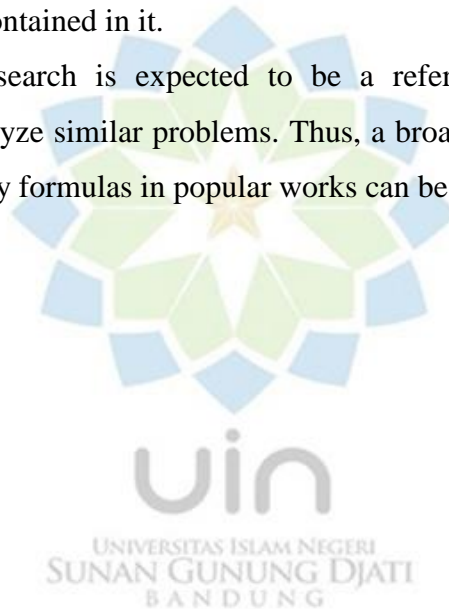 ontained in it.
search is expected to be a refer
yze similar problems. Thus, a broa
y formulas in popular works can be
uin
UNIVERSITAS ISLAM NEGERI
SUNAN GUNUNG DJATI
BANDUNG